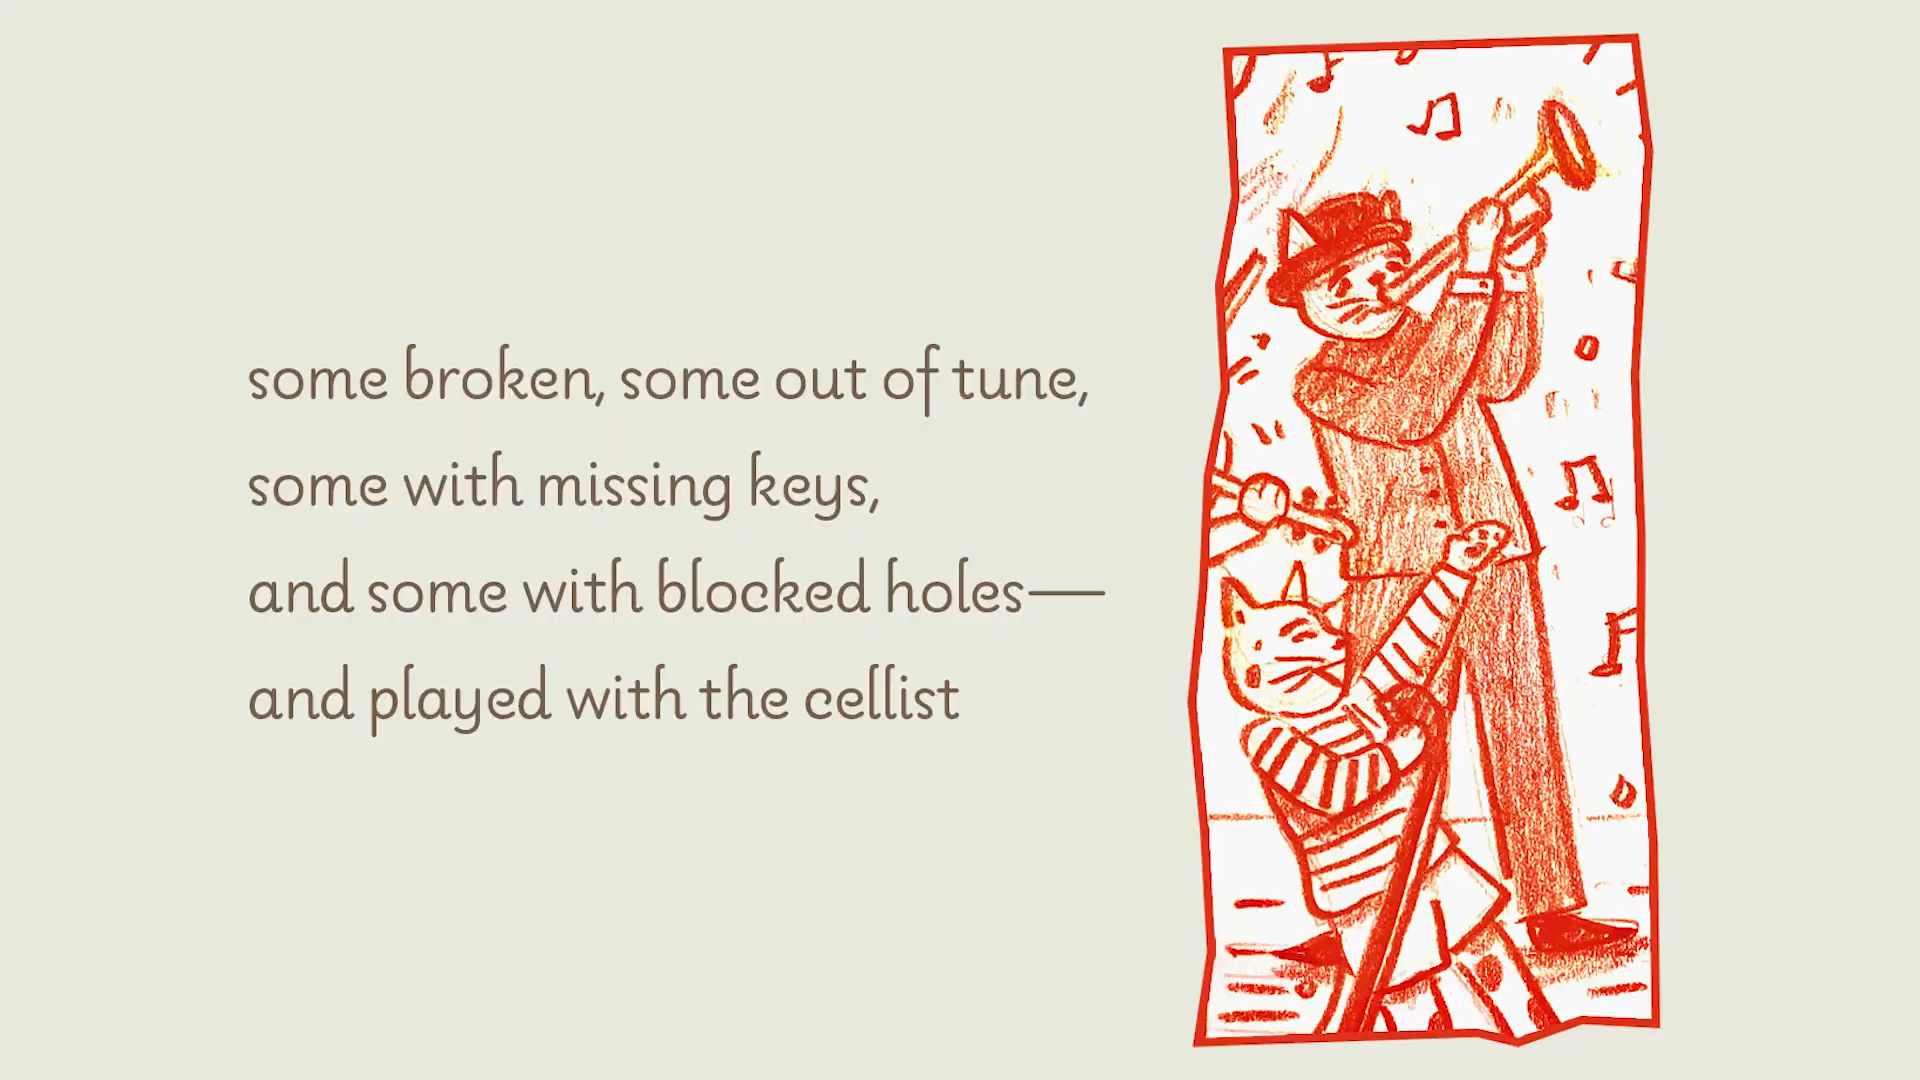 some broken, some out of tune,
some with missing keys,
and some with blocked holes—
and played with the cellist